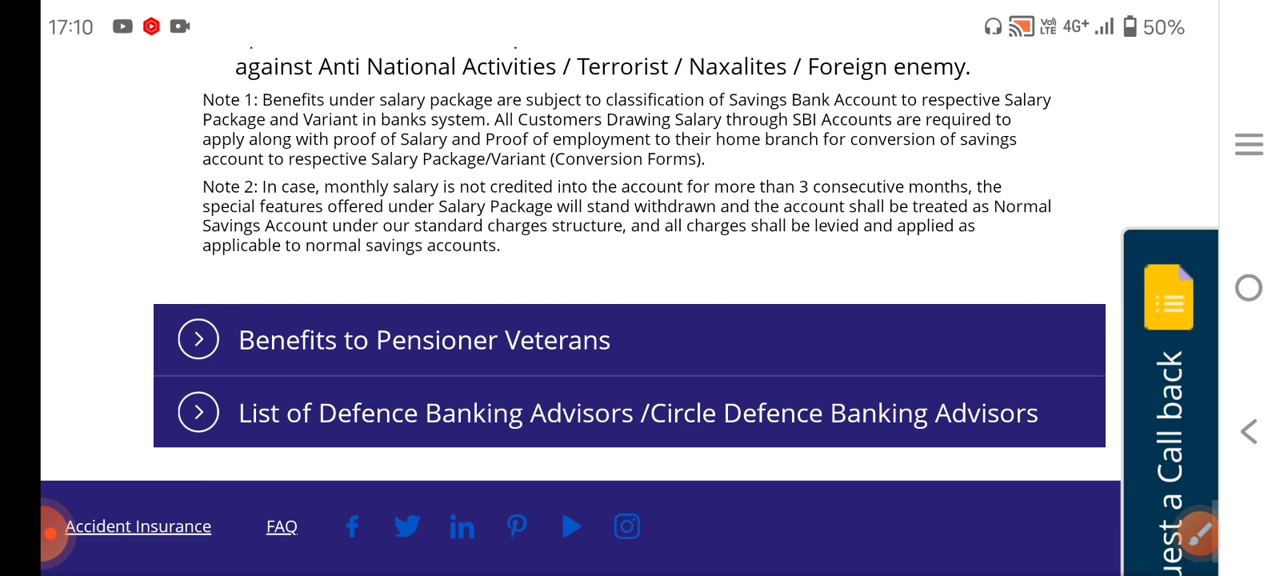 17:10
Vo)) LTE 4G+ 50%
against Anti National Activities / Terrorist / Naxalites / Foreign enemy.
Note 1: Benefits under salary package are subject to classification of Savings Bank Account to respective Salary
Package and Variant in banks system. All Customers Drawing Salary through SBI Accounts are required to
apply along with proof of Salary and Proof of employment to their home branch for conversion of savings
account to respective Salary Package/Variant (Conversion Forms).
Note 2: In case, monthly salary is not credited into the account for more than 3 consecutive months, the
special features offered under Salary Package will stand withdrawn and the account shall be treated as Normal
Savings Account under our standard charges structure, and all charges shall be levied and applied as
applicable to normal savings accounts.
Benefits to Pensioner Veterans
List of Defence Banking Advisors /Circle Defence Banking Advisors
uest a Call back
Accident Insurance FAQ